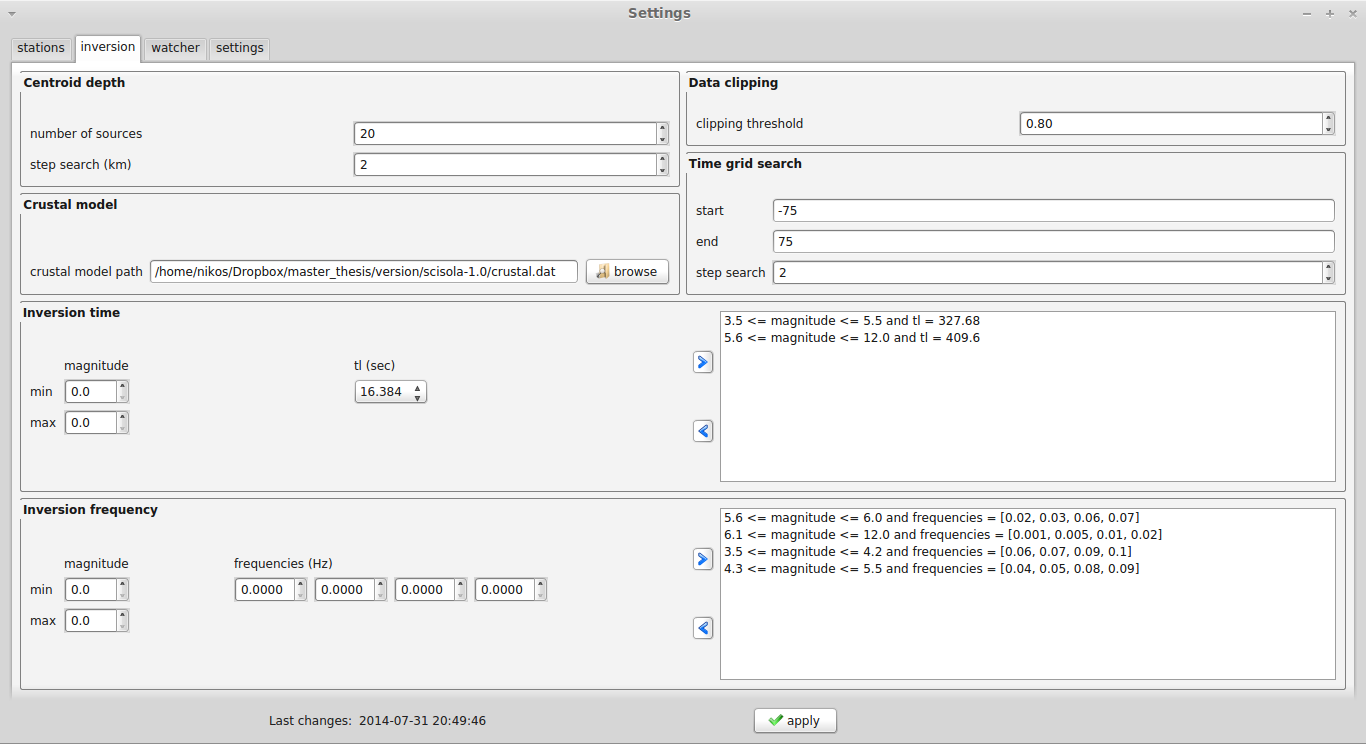 Settings
stations inversion watcher settings
Centroid depth
number of sources 20
step search (km) 2
Data clipping
clipping threshold 0.80
Crustal model
crustal model path /home/nikos/Dropbox/master_thesis/version/scisola-1.0/crustal.dat browse
Time grid search
start -75
end 75
step search 2
Inversion time
magnitude tl (sec)
min 0.0 16.384
max 0.0
3.5 <= magnitude <= 5.5 and tl = 327.68
5.6 <= magnitude <= 12.0 and tl = 409.6
Inversion frequency
magnitude frequencies (Hz)
min 0.0 0.0000 0.0000 0.0000 0.0000
max 0.0
5.6 <= magnitude <= 6.0 and frequencies = [0.02, 0.03, 0.06, 0.07]
6.1 <= magnitude <= 12.0 and frequencies = [0.001, 0.005, 0.01, 0.02]
3.5 <= magnitude <= 4.2 and frequencies = [0.06, 0.07, 0.09, 0.1]
4.3 <= magnitude <= 5.5 and frequencies = [0.04, 0.05, 0.08, 0.09]
Last changes: 2014-07-31 20:49:46 apply